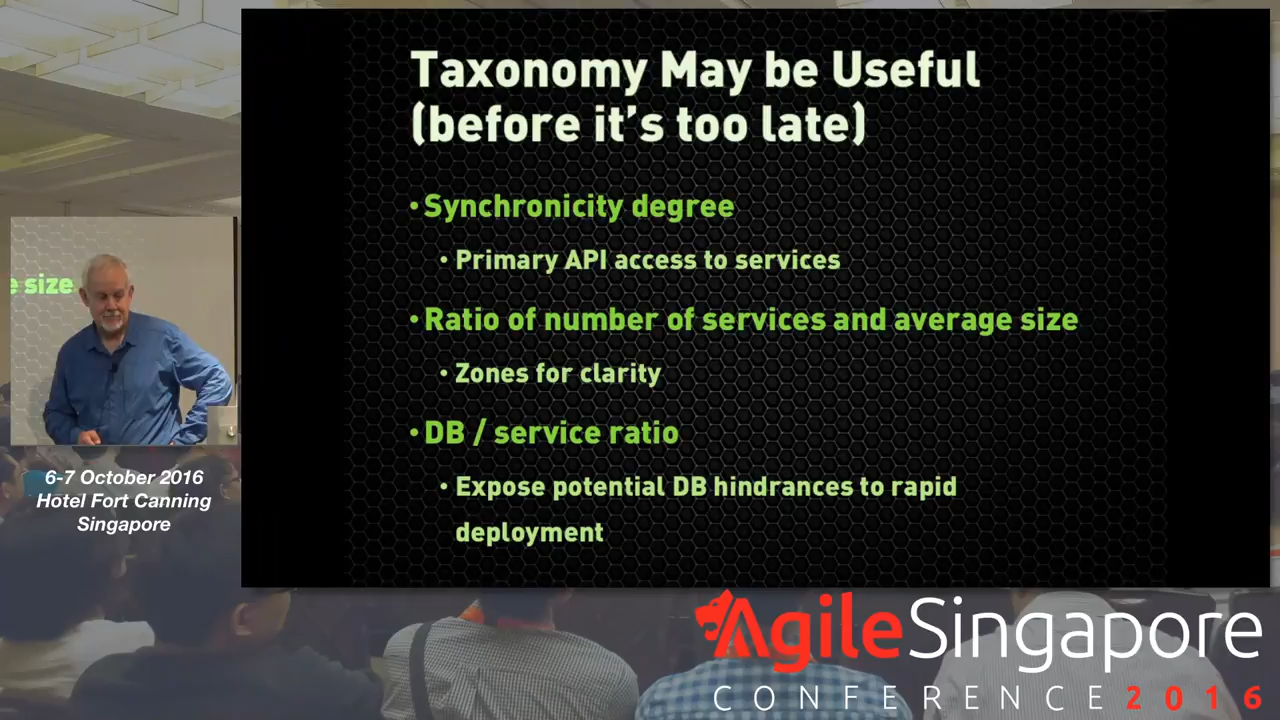 Taxonomy May be Useful
(before it's too late)
•Synchronicity degree
•Primary API access to services
•Ratio of number of services and average size
•Zones for clarity
•DB / service ratio
•Expose potential DB hindrances to rapid
deployment
e size
6-7 October 2016
Hotel Fort Canning
Singapore
AgileSingapore
CONFERENCE 2016